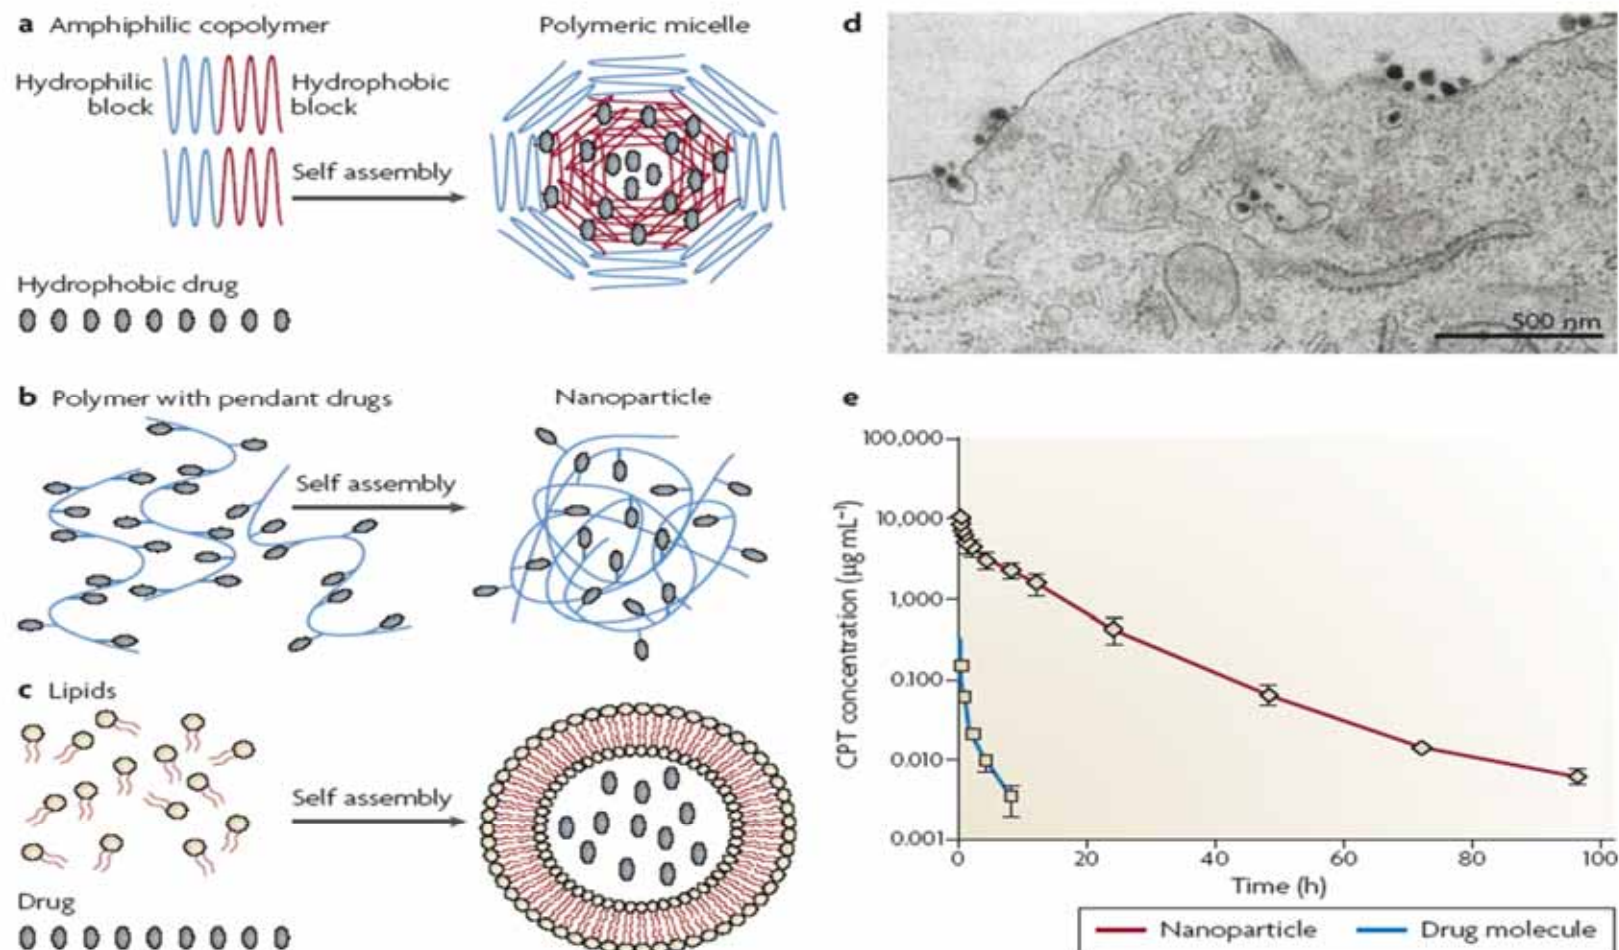 a Amphiphilic copolymer
Polymeric micelle
Hydrophilic
block
Hydrophobic
block
Self assembly
Hydrophobic drug
b Polymer with pendant drugs
Nanoparticle
Self assembly
c Lipids
Self assembly
Drug
d
500 nm
e
100,000
10,000
1,000
0.100
0.010
0.001
CPT concentration (µg mL⁻¹)
0 20 40 60 80 100
Time (h)
Nanoparticle Drug molecule